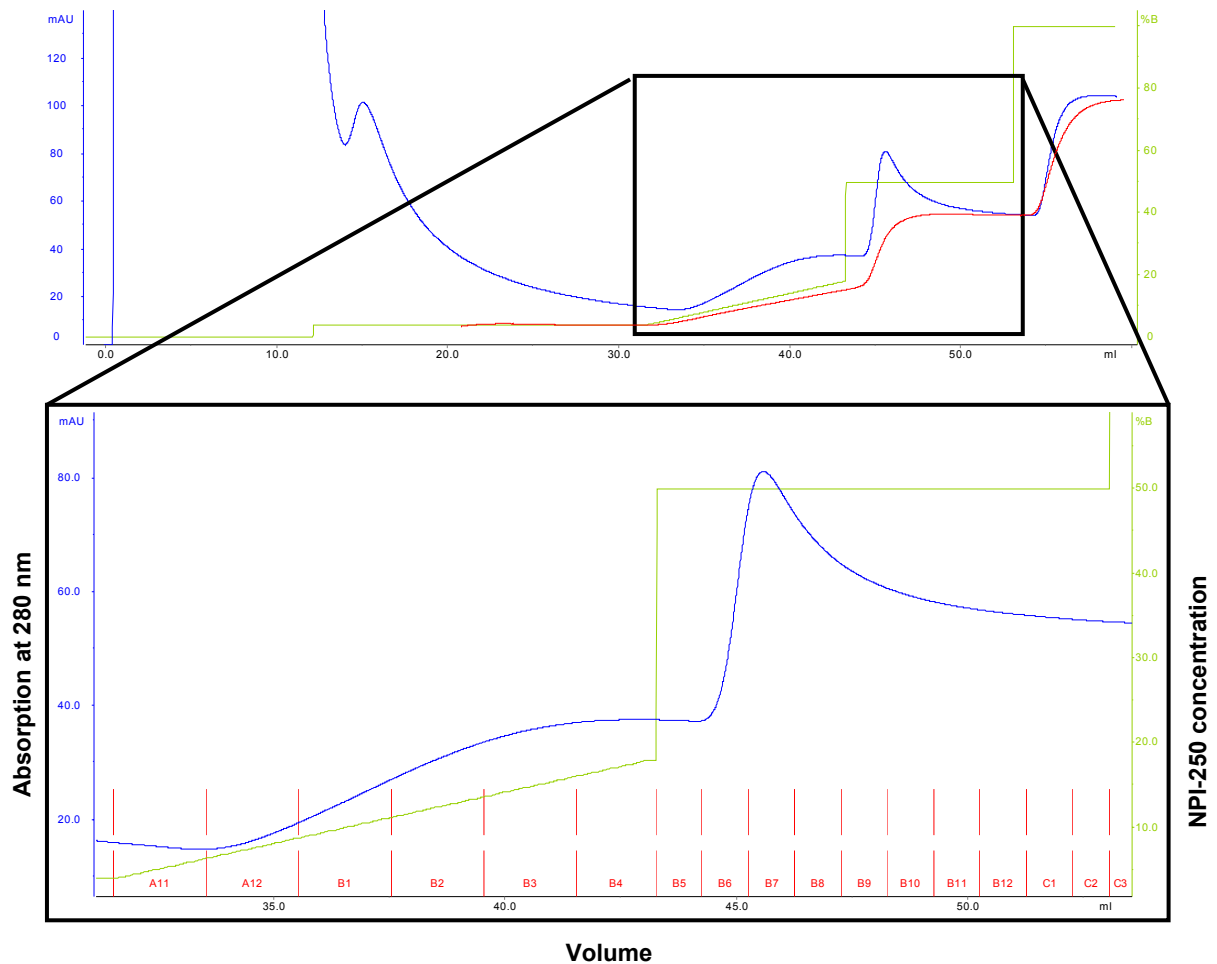 mAU %B
120
100
80
60
40
20
0
80
60
40
20
0
0.0 10.0 20.0 30.0 40.0 50.0 ml
mAU %B
80.0
60.0
40.0
20.0
50.0
40.0
30.0
20.0
10.0
A11 A12 B1 B2 B3 B4 B5 B6 B7 B8 B9 B10 B11 B12 C1 C2 C3
35.0 40.0 45.0 50.0 ml
Absorption at 280 nm
NPI-250 concentration
Volume